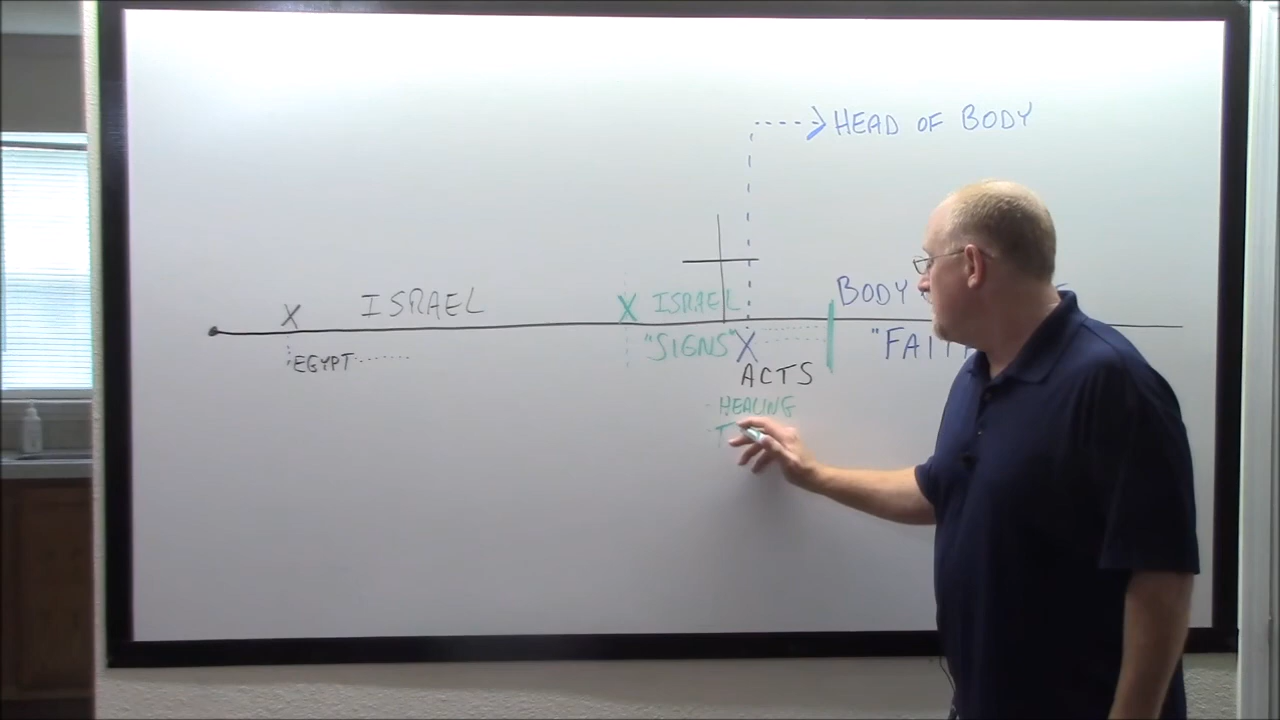 HEAD OF BODY
X ISRAEL X ISRAEL BODY
EGYPT "SIGNS" X "FAIT
ACTS
- HEALING
- T